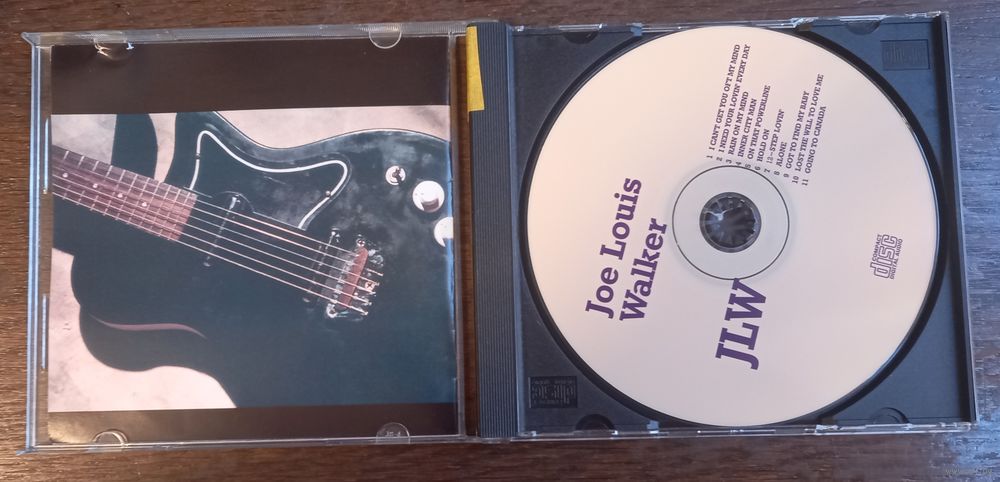 1 I CAN'T GET YOU OFF MY MIND
2 I NEED YOUR LOVIN' EVERY DAY
3 RAIN ON MY MIND
4 INNER CITY MAN
5 ON THAT POWERLINE
6 HOLD ON
7 12-STEP LOVIN'
8 ALONE
9 GOT TO FIND MY BABY
10 LOST THE WILL TO LOVE ME
11 GOING TO CANADA
Joe Louis
Walker
JLW
COMPACT
disc
DIGITAL AUDIO